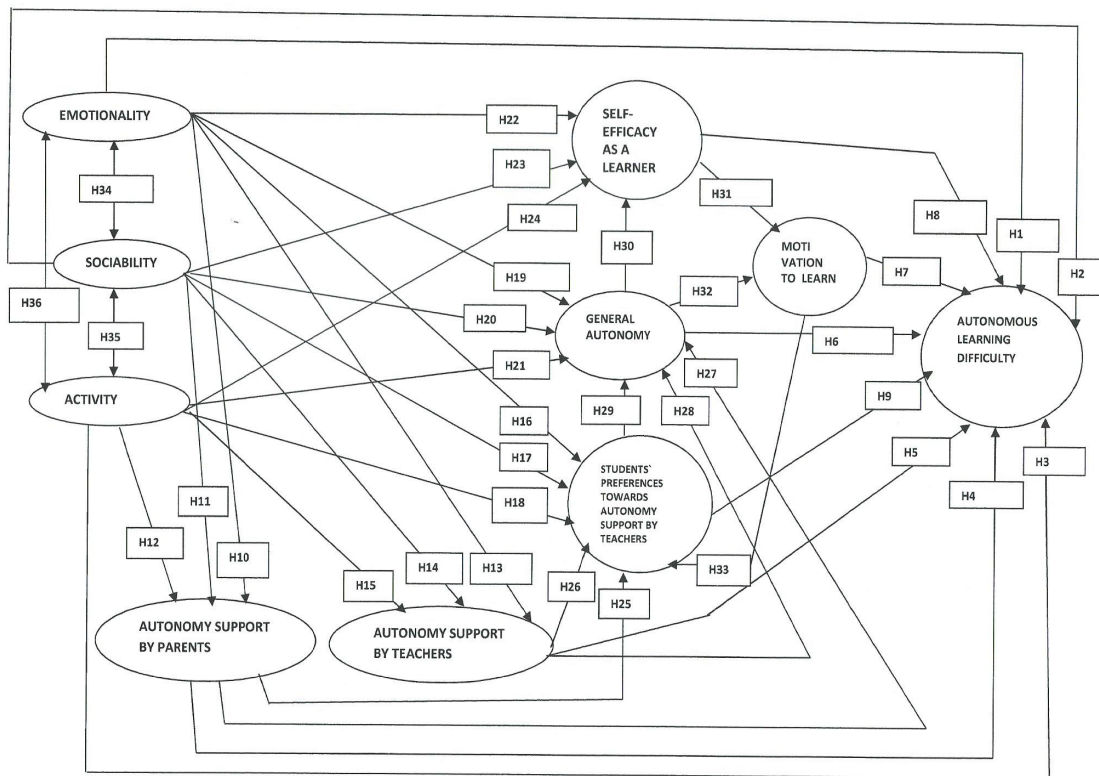 EMOTIONALITY
H22
SELF-
EFFICACY
AS A
LEARNER
H23
H34
H24
H31
H8
H1
H30
MOTI
VATION
TO LEARN
SOCIABILITY
H7
H2
H19
H32
H36
H35
H20
GENERAL
AUTONOMY
H6
AUTONOMOUS
LEARNING
DIFFICULTY
H21
H27
ACTIVITY
H29
H28
H9
H16
H17
H5
H3
H18
STUDENTS`
PREFERENCES
TOWARDS
AUTONOMY
SUPPORT BY
TEACHERS
H4
H11
H12
H10
H15
H14
H13
H26
H33
H25
AUTONOMY SUPPORT
BY PARENTS
AUTONOMY SUPPORT
BY TEACHERS